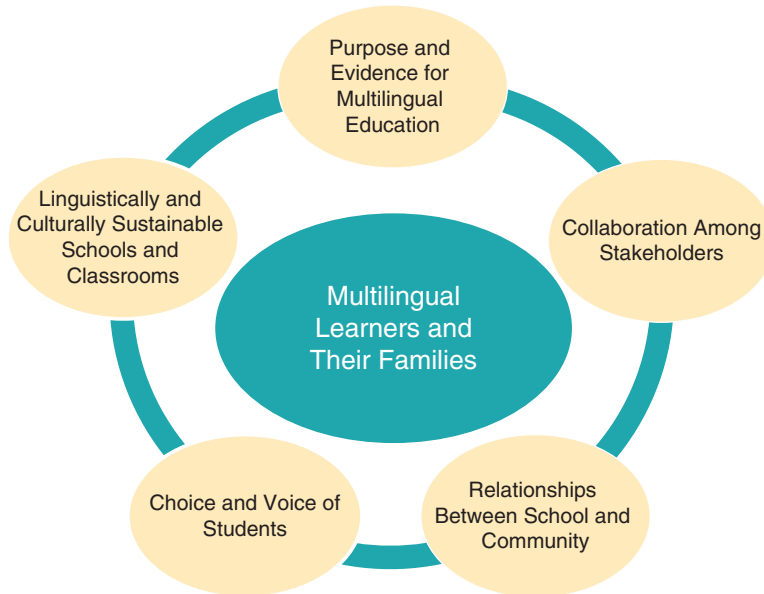 Purpose and
Evidence for
Multilingual
Education
Linguistically and
Culturally Sustainable
Schools and
Classrooms
Collaboration Among
Stakeholders
Multilingual
Learners and
Their Families
Choice and Voice of
Students
Relationships
Between School and
Community